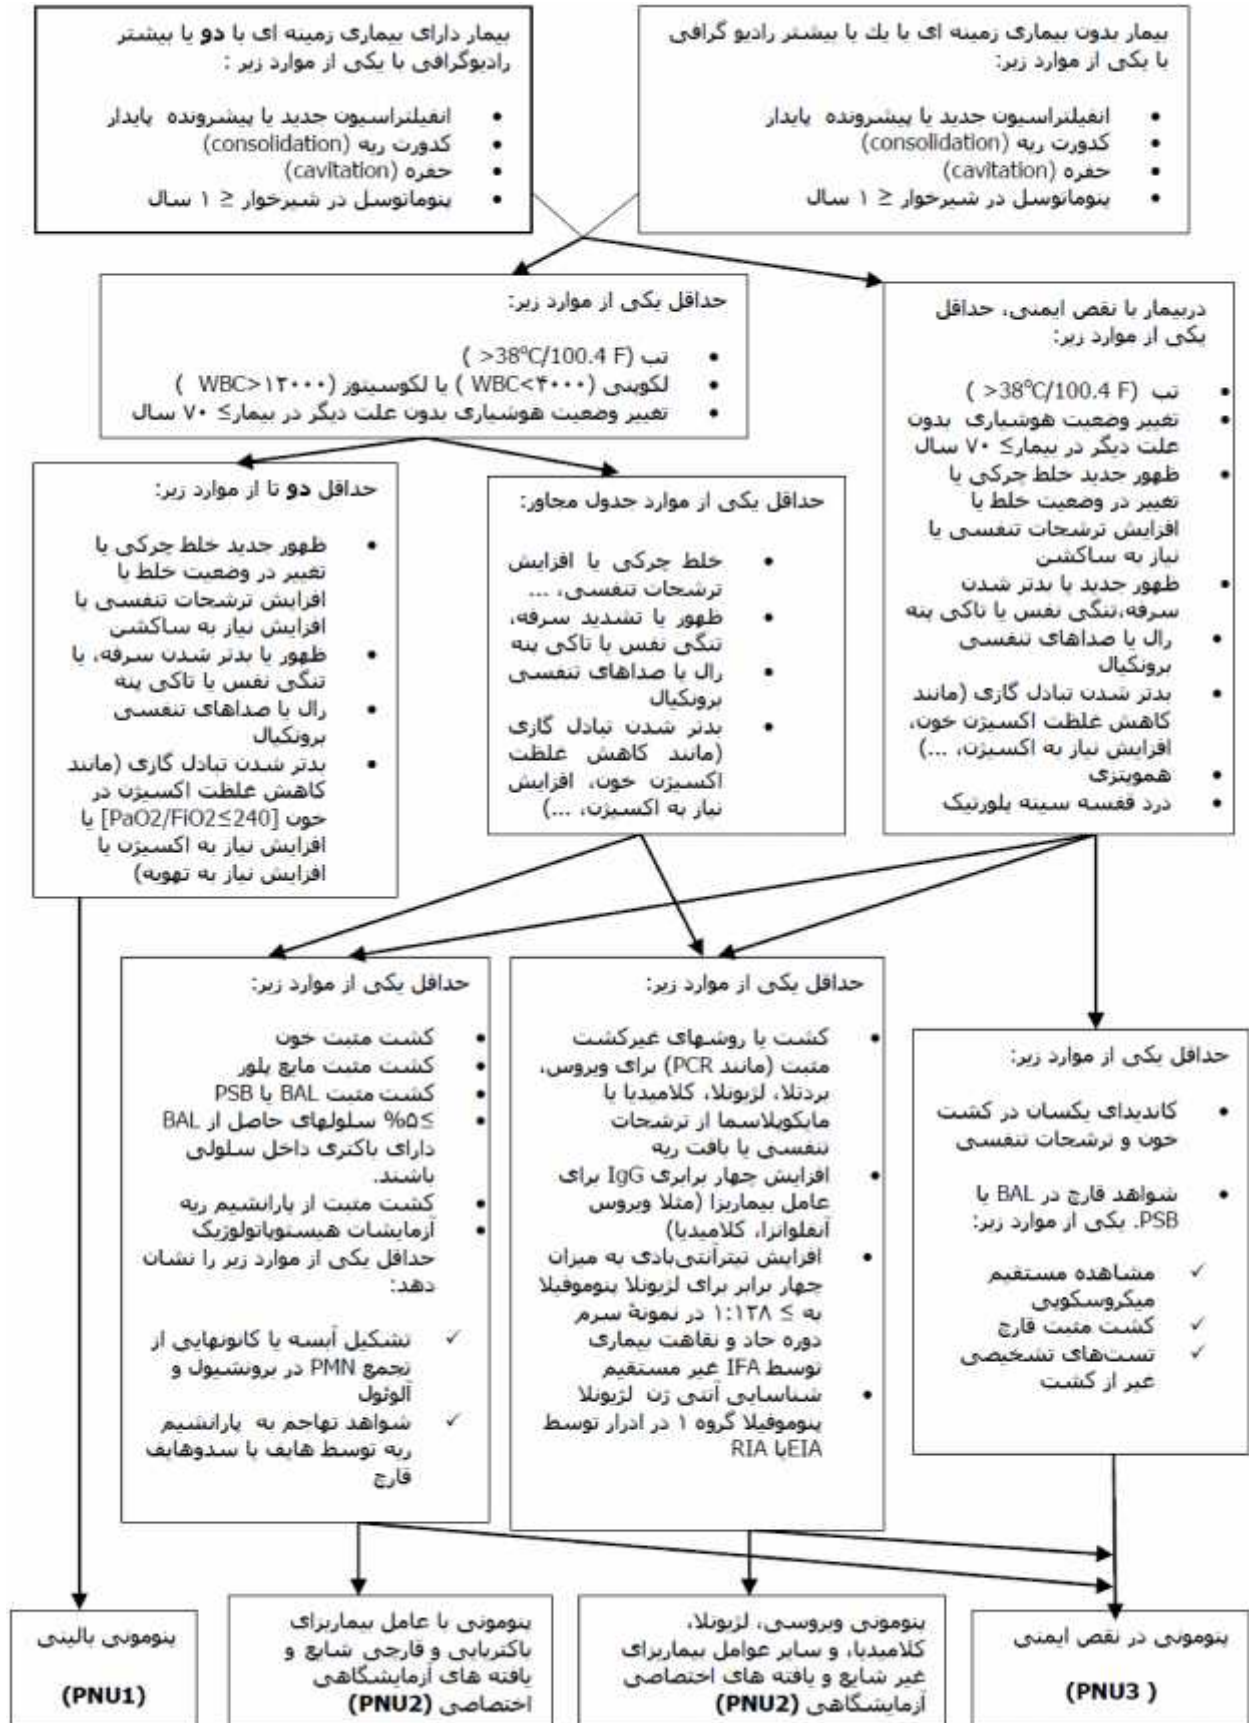 بیمار بدون بیماری زمینه ای با یك یا بیشتر رادیو گرافی
با یکی از موارد زیر:
• انفیلتراسیون جدید یا پیشرونده پایدار
• کدورت ریه (consolidation)
• حفره (cavitation)
• پنوماتوسل در شیرخوار ≤ ۱ سال
بیمار دارای بیماری زمینه ای با دو یا بیشتر
رادیوگرافی با یکی از موارد زیر :
• انفیلتراسیون جدید یا پیشرونده پایدار
• کدورت ریه (consolidation)
• حفره (cavitation)
• پنوماتوسل در شیرخوار ≤ ۱ سال
حداقل یکی از موارد زیر:
• تب (>38°C/100.4 F )
• لکوپنی (WBC<۴۰۰۰ ) یا لکوسیتوز (WBC>۱۲۰۰۰ )
• تغییر وضعیت هوشیاری بدون علت دیگر در بیمار≥ ۷۰ سال
دربیمار با نقص ایمنی، حداقل
یکی از موارد زیر:
• تب (>38°C/100.4 F )
• تغییر وضعیت هوشیاری بدون
علت دیگر در بیمار≥ ۷۰ سال
• ظهور جدید خلط چرکی یا
تغییر در وضعیت خلط یا
افزایش ترشحات تنفسی یا
نیاز به ساکشن
• ظهور جدید یا بدتر شدن
سرفه،تنگی نفس یا تاکی پنه
• رال یا صداهای تنفسی
برونکیال
• بدتر شدن تبادل گازی (مانند
کاهش غلظت اکسیژن خون،
افزایش نیاز به اکسیژن، ...)
• هموپتزی
• درد قفسه سینه پلورتیک
حداقل یکی از موارد جدول مجاور:
• خلط چرکی یا افزایش
ترشحات تنفسی، ...
• ظهور یا تشدید سرفه،
تنگی نفس یا تاکی پنه
• رال یا صداهای تنفسی
برونکیال
• بدتر شدن تبادل گازی
(مانند کاهش غلظت
اکسیژن خون، افزایش
نیاز به اکسیژن، ...)
حداقل دو تا از موارد زیر:
• ظهور جدید خلط چرکی یا
تغییر در وضعیت خلط یا
افزایش ترشحات تنفسی یا
افزایش نیاز به ساکشن
• ظهور یا بدتر شدن سرفه، یا
تنگی نفس یا تاکی پنه
• رال یا صداهای تنفسی
برونکیال
• بدتر شدن تبادل گازی (مانند
کاهش غلظت اکسیژن در
خون [PaO2/FiO2≤240] یا
افزایش نیاز به اکسیژن یا
افزایش نیاز به تهویه)
حداقل یکی از موارد زیر:
• کاندیدای یکسان در کشت
خون و ترشحات تنفسی
• شواهد قارچ در BAL یا
PSB. یکی از موارد زیر:
✓ مشاهده مستقیم
میکروسکوپی
✓ کشت مثبت قارچ
✓ تست‌های تشخیصی
غیر از کشت
حداقل یکی از موارد زیر:
• کشت یا روشهای غیرکشت
مثبت (مانند PCR) برای ویروس،
بردتلا، لژیونلا، کلامیدیا یا
مایکوپلاسما از ترشحات
تنفسی یا بافت ریه
• افزایش چهار برابری IgG برای
عامل بیماریزا (مثلا ویروس
آنفلوانزا، کلامیدیا)
• افزایش تیترآنتی‌بادی به میزان
چهار برابر برای لژیونلا پنوموفیلا
به ≥ ۱:۱۲۸ در نمونۀ سرم
دوره حاد و نقاهت بیماری
توسط IFA غیر مستقیم
• شناسایی آنتی ژن لژیونلا
پنوموفیلا گروه ۱ در ادرار توسط
RIA یاEIA
حداقل یکی از موارد زیر:
• کشت مثبت خون
• کشت مثبت مایع پلور
• کشت مثبت BAL یا PSB
• ≥۵% سلولهای حاصل از BAL
دارای باکتری داخل سلولی
باشند.
• کشت مثبت از پارانشیم ریه
• آزمایشات هیستوپاتولوژیک
حداقل یکی از موارد زیر را نشان
دهد:
✓ تشکیل آبسه یا کانونهایی از
تجمع PMN در برونشیول و
آلوئول
✓ شواهد تهاجم به پارانشیم
ریه توسط هایف یا سدوهایف
قارچ
پنومونی در نقص ایمنی
(PNU3 )
پنومونی ویروسی، لژیونلا،
کلامیدیا، و سایر عوامل بیماریزای
غیر شایع و یافته های اختصاصی
آزمایشگاهی (PNU2)
پنومونی با عامل بیماریزای
باکتریایی و قارچی شایع و
یافته های آزمایشگاهی
اختصاصی (PNU2)
پنومونی بالینی
(PNU1)